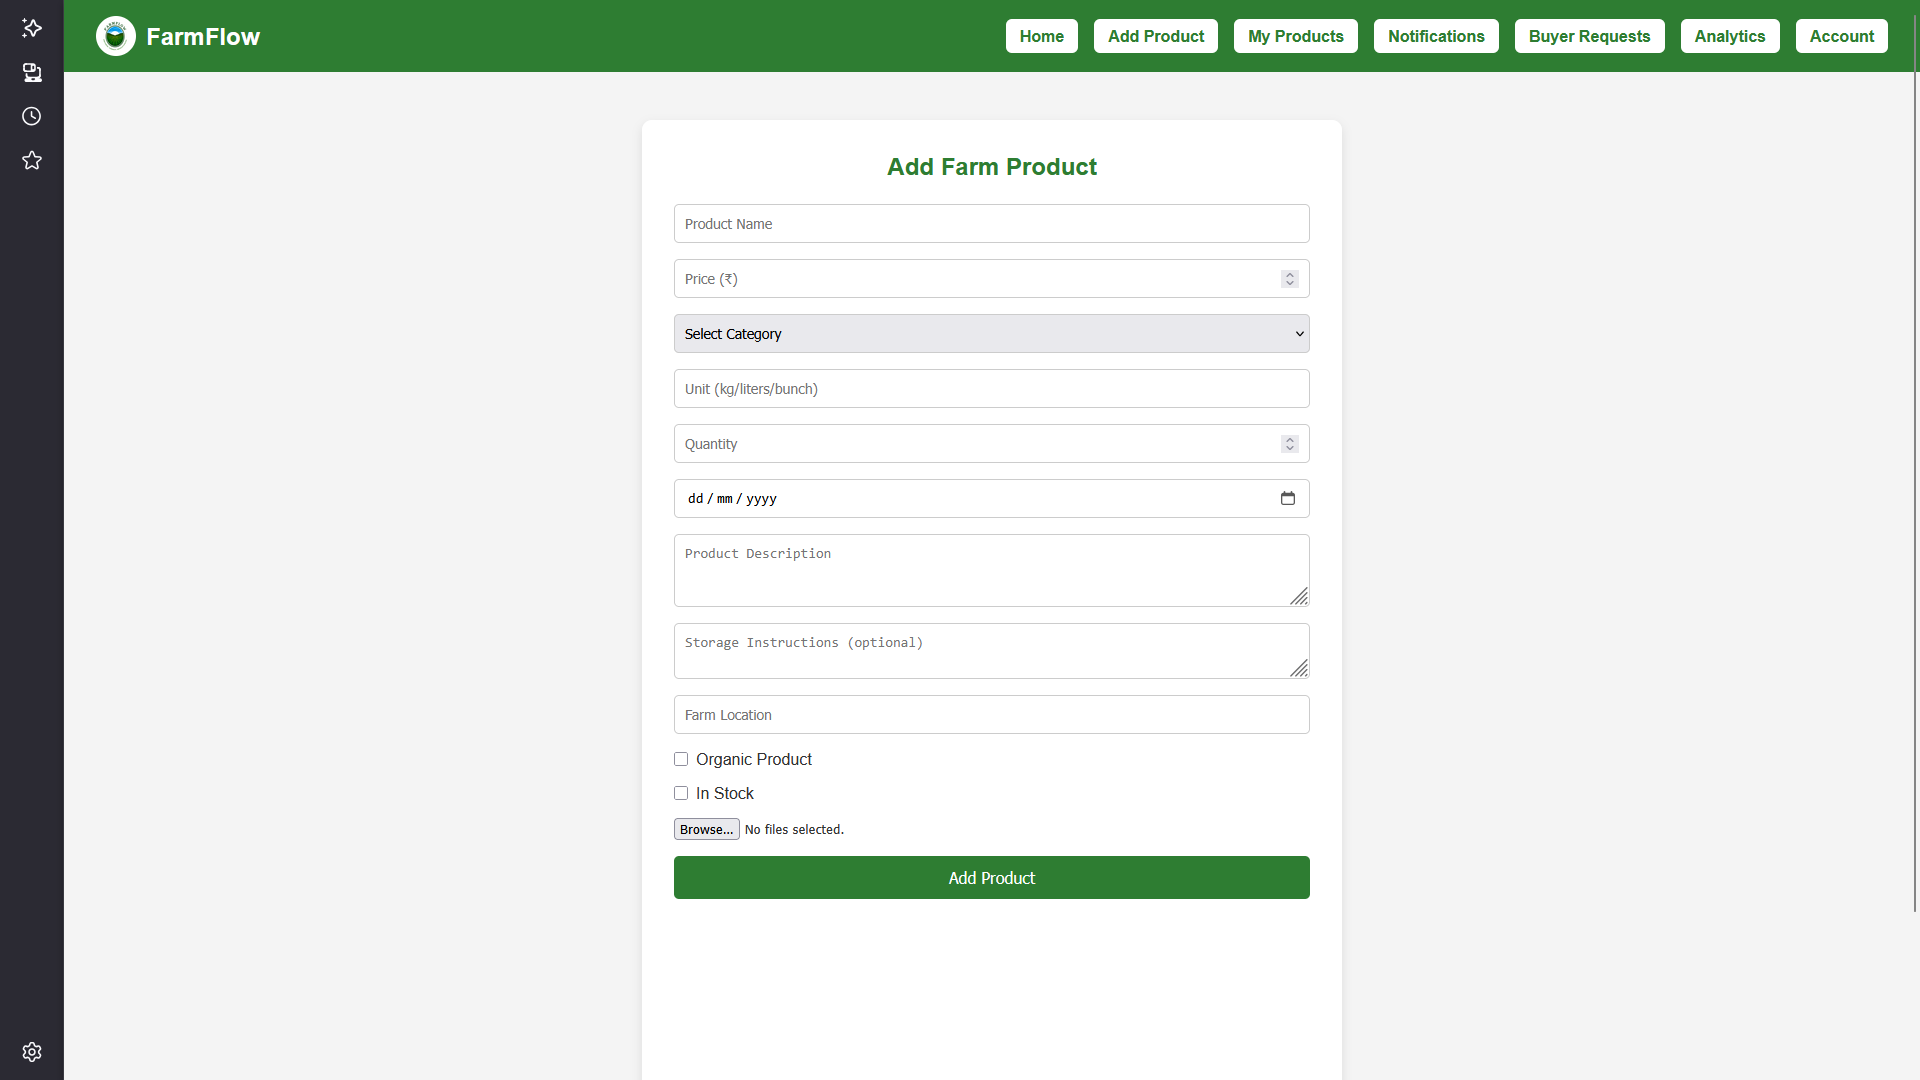 FarmFlow
Home
Add Product
My Products
Notifications
Buyer Requests
Analytics
Account
Add Farm Product
Product Name
Price (₹)
Select Category
Unit (kg/liters/bunch)
Quantity
dd / mm / yyyy
Product Description
Storage Instructions (optional)
Farm Location
Organic Product
In Stock
Browse... No files selected.
Add Product